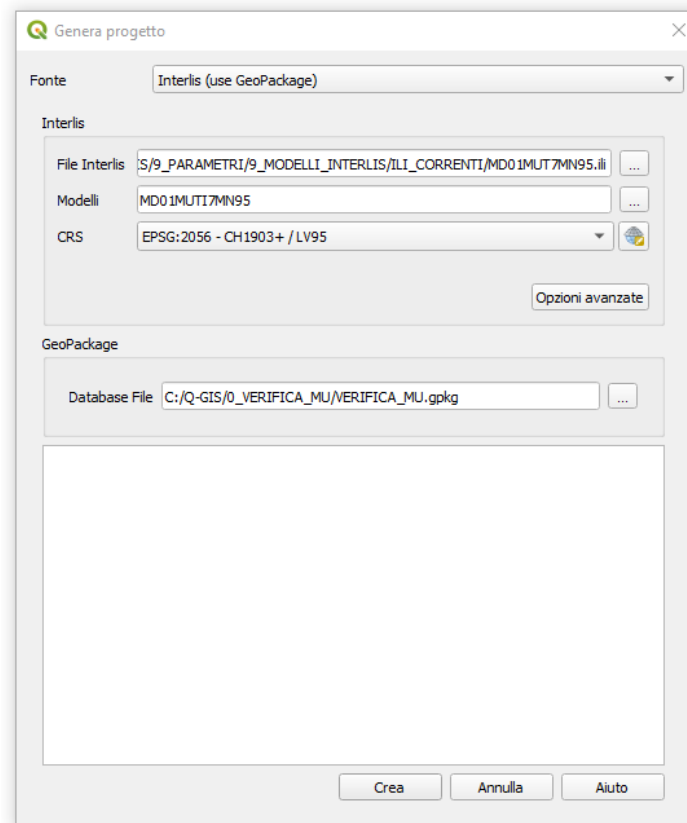 Genera progetto
Fonte Interlis (use GeoPackage)
Interlis
File Interlis :S/9_PARAMETRI/9_MODELLI_INTERLIS/ILI_CORRENTI/MD01MUT7MN95.ili ...
Modelli MD01MUTI7MN95 ...
CRS EPSG:2056 - CH1903+ / LV95
Opzioni avanzate
GeoPackage
Database File C:/Q-GIS/0_VERIFICA_MU/VERIFICA_MU.gpkg ...
Crea Annulla Aiuto